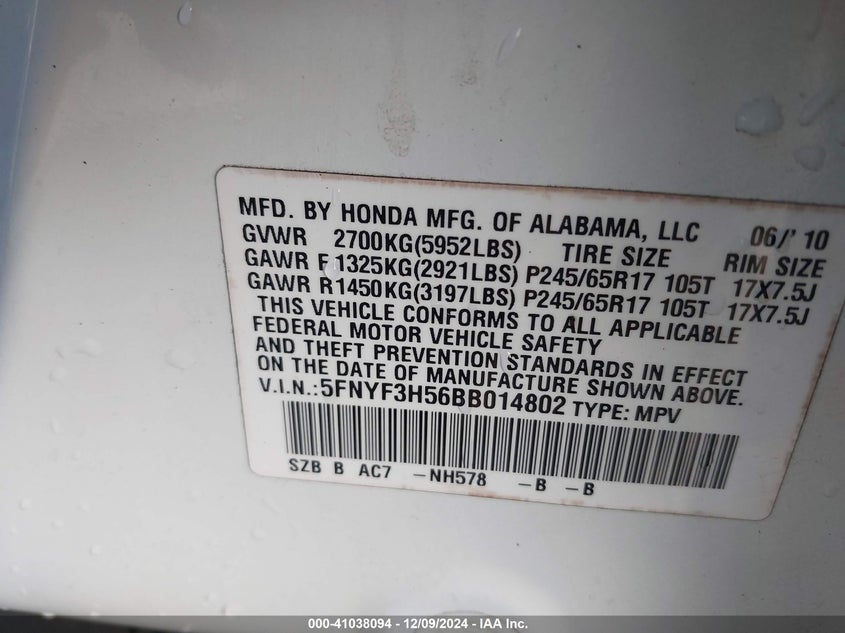 MFD. BY HONDA MFG. OF ALABAMA, LLC 06/' 10
GVWR 2700KG(5952LBS) TIRE SIZE RIM SIZE
GAWR F 1325KG(2921LBS) P245/65R17 105T 17X7.5J
GAWR R 1450KG(3197LBS) P245/65R17 105T 17X7.5J
THIS VEHICLE CONFORMS TO ALL APPLICABLE
FEDERAL MOTOR VEHICLE SAFETY
AND THEFT PREVENTION STANDARDS IN EFFECT
ON THE DATE OF MANUFACTURE SHOWN ABOVE.
V.I.N.:5FNYF3H56BB014802 TYPE: MPV
SZB B AC7 -NH578 -B -B
000-41038094 - 12/09/2024 - IAA Inc.